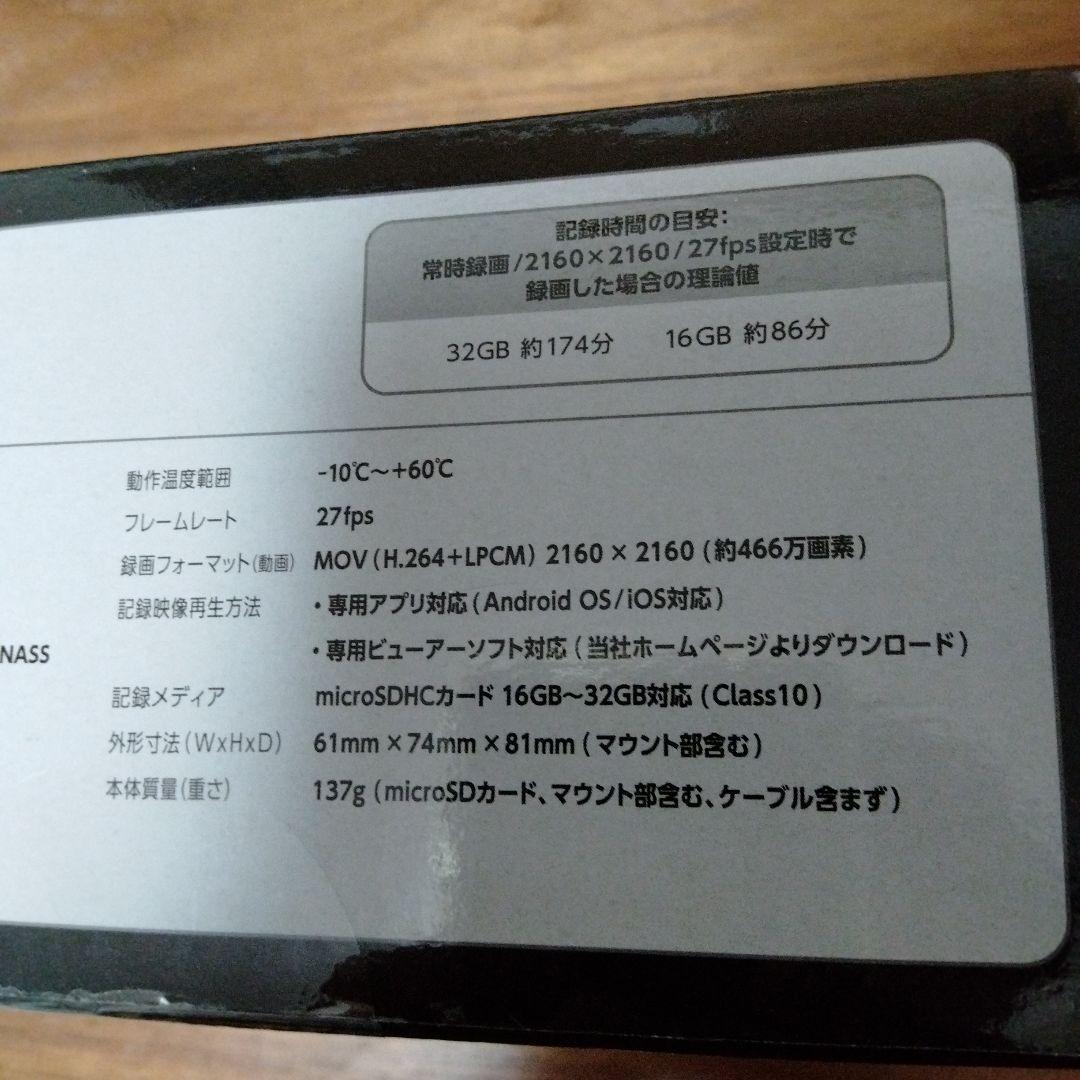 記録時間の目安:
常時録画/2160×2160/27fps設定時で
録画した場合の理論値
32GB 約174分 16GB 約86分
動作温度範囲 -10℃～+60℃
フレームレート 27fps
録画フォーマット(動画) MOV(H.264+LPCM) 2160×2160(約466万画素)
記録映像再生方法 ・専用アプリ対応(Android OS/iOS対応)
NASS ・専用ビューアーソフト対応(当社ホームページよりダウンロード)
記録メディア microSDHCカード 16GB～32GB対応(Class10)
外形寸法(WxHxD) 61mm×74mm×81mm(マウント部含む)
本体質量(重さ) 137g(microSDカード、マウント部含む、ケーブル含まず)